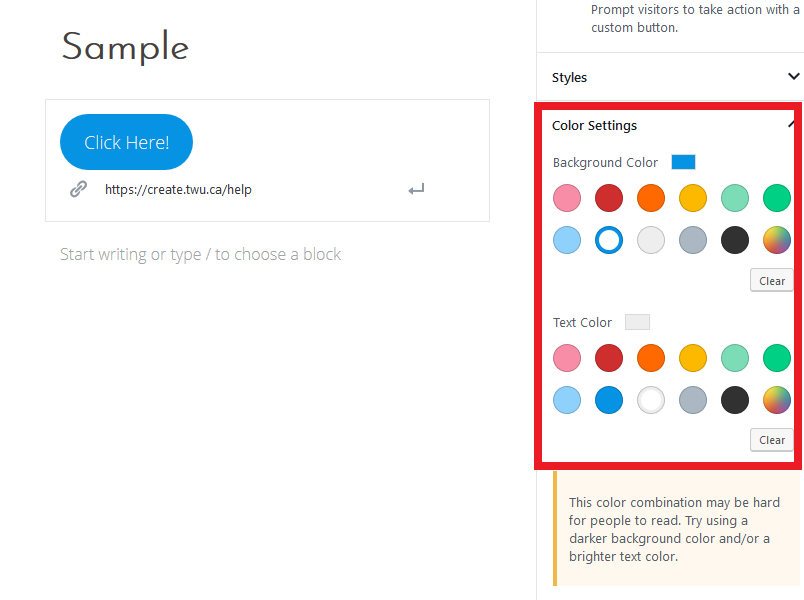 Sample
Click Here!
https://create.twu.ca/help
Start writing or type / to choose a block
Prompt visitors to take action with a
custom button.
Styles
Color Settings
Background Color
Clear
Text Color
Clear
This color combination may be hard
for people to read. Try using a
darker background color and/or a
brighter text color.